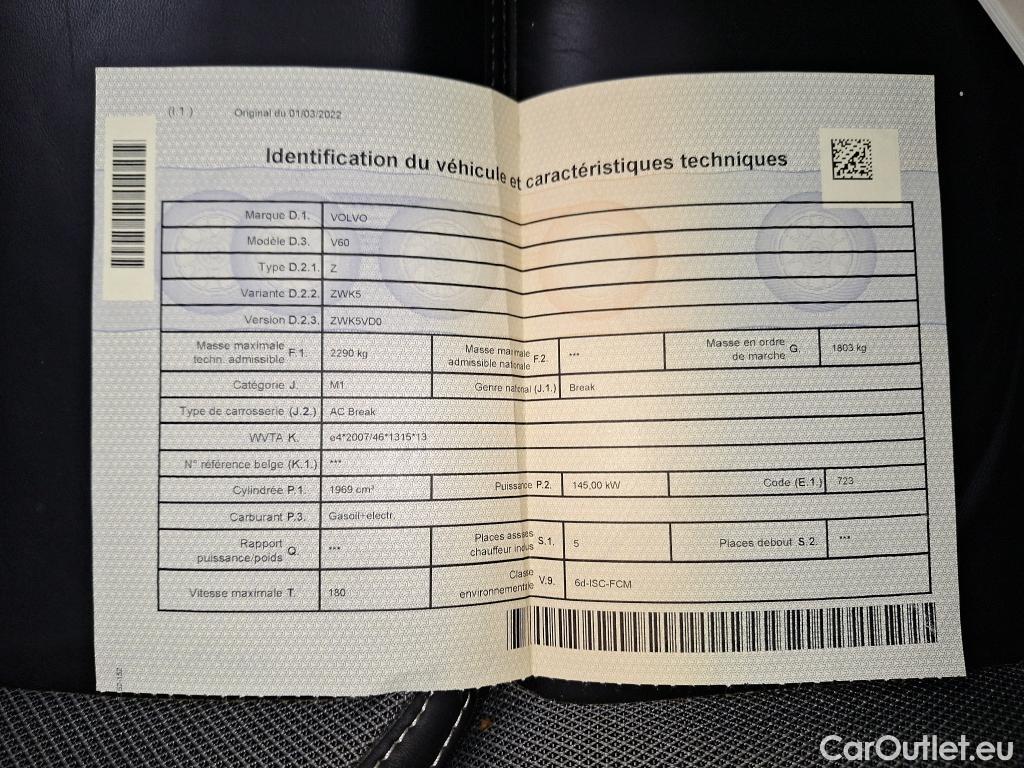 (I.1.) Original du 01/03/2022
Identification du véhicule et caractéristiques techniques
Marque D.1. VOLVO
Modèle D.3. V60
Type D.2.1. Z
Variante D.2.2. ZWK5
Version D.2.3. ZWK5VD0
Masse maximale techn. admissible F.1. 2290 kg Masse maximale admissible nationale F.2. *** Masse en ordre de marche G. 1803 kg
Catégorie J. M1 Genre national (J.1.) Break
Type de carrosserie (J.2.) AC Break
WVTA K. e4*2007/46*1315*13
N° référence belge (K.1.) ***
Cylindrée P.1. 1969 cm³ Puissance P.2. 145,00 kW Code (E.1.) 723
Carburant P.3. Gasoil+electr.
Rapport puissance/poids Q. *** Places assises chauffeur inclus S.1. 5 Places debout S.2. ***
Vitesse maximale T. 180 Classe environnementale V.9. 6d-ISC-FCM
CarOutlet.eu